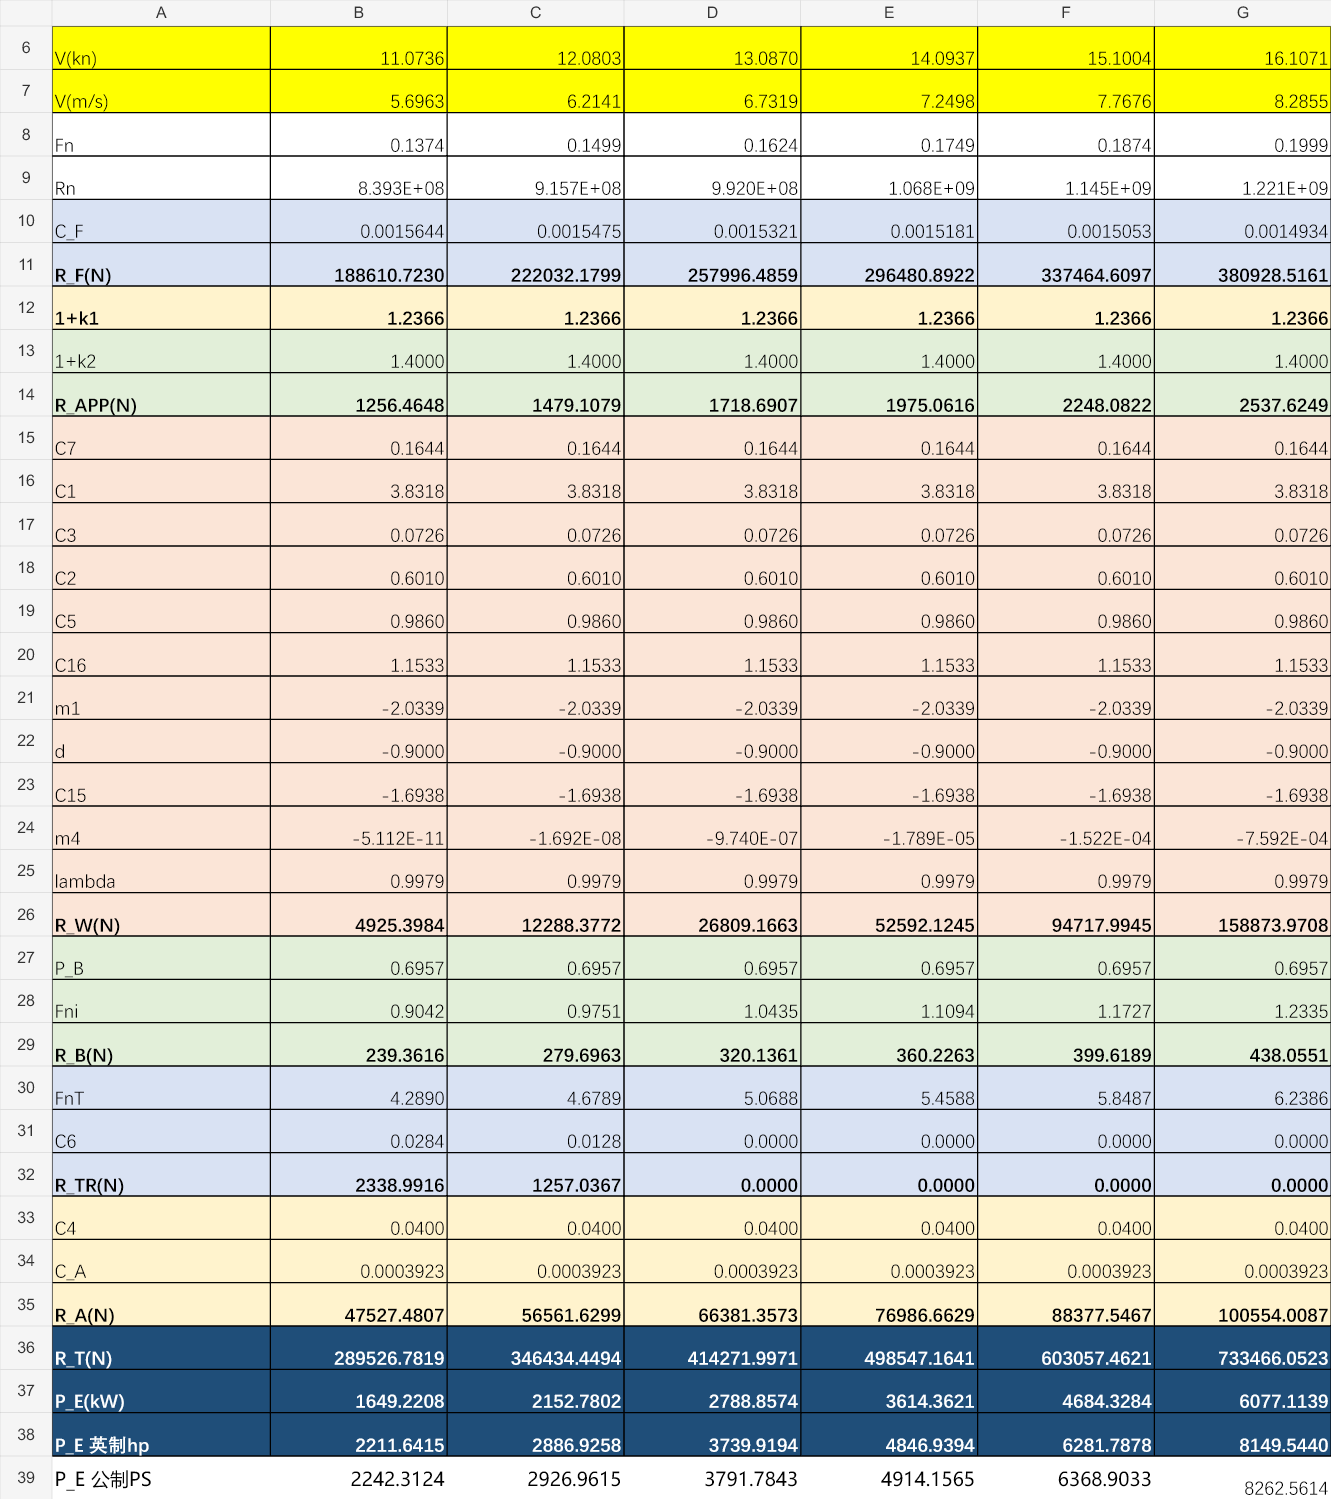 A B C D E F G
6 V(kn) 11.0736 12.0803 13.0870 14.0937 15.1004 16.1071
7 V(m/s) 5.6963 6.2141 6.7319 7.2498 7.7676 8.2855
8 Fn 0.1374 0.1499 0.1624 0.1749 0.1874 0.1999
9 Rn 8.393E+08 9.157E+08 9.920E+08 1.068E+09 1.145E+09 1.221E+09
10 C_F 0.0015644 0.0015475 0.0015321 0.0015181 0.0015053 0.0014934
11 R_F(N) 188610.7230 222032.1799 257996.4859 296480.8922 337464.6097 380928.5161
12 1+k1 1.2366 1.2366 1.2366 1.2366 1.2366 1.2366
13 1+k2 1.4000 1.4000 1.4000 1.4000 1.4000 1.4000
14 R_APP(N) 1256.4648 1479.1079 1718.6907 1975.0616 2248.0822 2537.6249
15 C7 0.1644 0.1644 0.1644 0.1644 0.1644 0.1644
16 C1 3.8318 3.8318 3.8318 3.8318 3.8318 3.8318
17 C3 0.0726 0.0726 0.0726 0.0726 0.0726 0.0726
18 C2 0.6010 0.6010 0.6010 0.6010 0.6010 0.6010
19 C5 0.9860 0.9860 0.9860 0.9860 0.9860 0.9860
20 C16 1.1533 1.1533 1.1533 1.1533 1.1533 1.1533
21 m1 -2.0339 -2.0339 -2.0339 -2.0339 -2.0339 -2.0339
22 d -0.9000 -0.9000 -0.9000 -0.9000 -0.9000 -0.9000
23 C15 -1.6938 -1.6938 -1.6938 -1.6938 -1.6938 -1.6938
24 m4 -5.112E-11 -1.692E-08 -9.740E-07 -1.789E-05 -1.522E-04 -7.592E-04
25 lambda 0.9979 0.9979 0.9979 0.9979 0.9979 0.9979
26 R_W(N) 4925.3984 12288.3772 26809.1663 52592.1245 94717.9945 158873.9708
27 P_B 0.6957 0.6957 0.6957 0.6957 0.6957 0.6957
28 Fni 0.9042 0.9751 1.0435 1.1094 1.1727 1.2335
29 R_B(N) 239.3616 279.6963 320.1361 360.2263 399.6189 438.0551
30 FnT 4.2890 4.6789 5.0688 5.4588 5.8487 6.2386
31 C6 0.0284 0.0128 0.0000 0.0000 0.0000 0.0000
32 R_TR(N) 2338.9916 1257.0367 0.0000 0.0000 0.0000 0.0000
33 C4 0.0400 0.0400 0.0400 0.0400 0.0400 0.0400
34 C_A 0.0003923 0.0003923 0.0003923 0.0003923 0.0003923 0.0003923
35 R_A(N) 47527.4807 56561.6299 66381.3573 76986.6629 88377.5467 100554.0087
36 R_T(N) 289526.7819 346434.4494 414271.9971 498547.1641 603057.4621 733466.0523
37 P_E(kW) 1649.2208 2152.7802 2788.8574 3614.3621 4684.3284 6077.1139
38 P_E 英制hp 2211.6415 2886.9258 3739.9194 4846.9394 6281.7878 8149.5440
39 P_E 公制PS 2242.3124 2926.9615 3791.7843 4914.1565 6368.9033 8262.5614